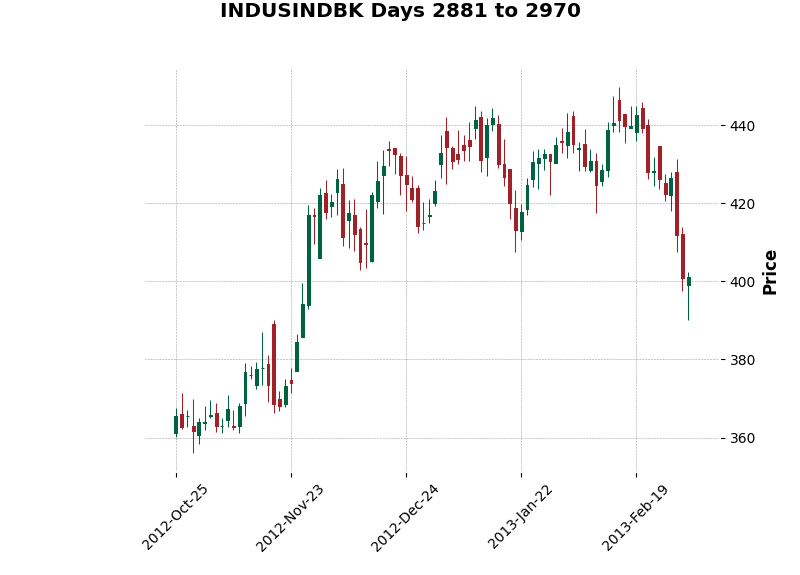 INDUSINDBK Days 2881 to 2970
440
420
400
380
360
Price
2012-Oct-25
2012-Nov-23
2012-Dec-24
2013-Jan-22
2013-Feb-19